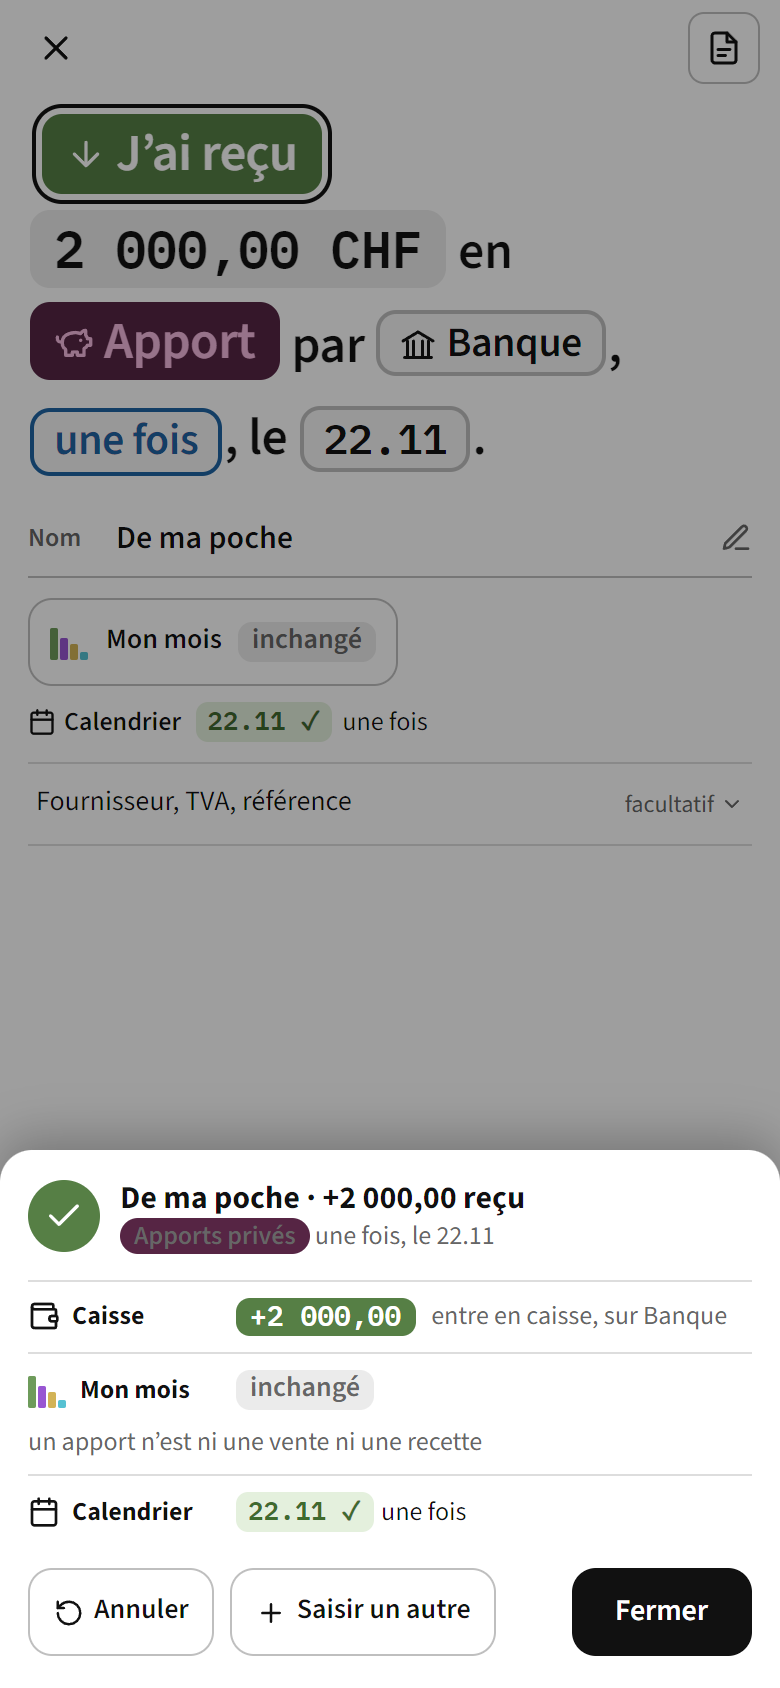 J’ai reçu
2 000,00 CHF en
Apport par Banque,
une fois, le 22.11.
Nom De ma poche
Mon mois inchangé
Calendrier 22.11 ✓ une fois
Fournisseur, TVA, référence facultatif
De ma poche · +2 000,00 reçu
Apports privés une fois, le 22.11
Caisse +2 000,00 entre en caisse, sur Banque
Mon mois inchangé
un apport n’est ni une vente ni une recette
Calendrier 22.11 ✓ une fois
Annuler Saisir un autre Fermer